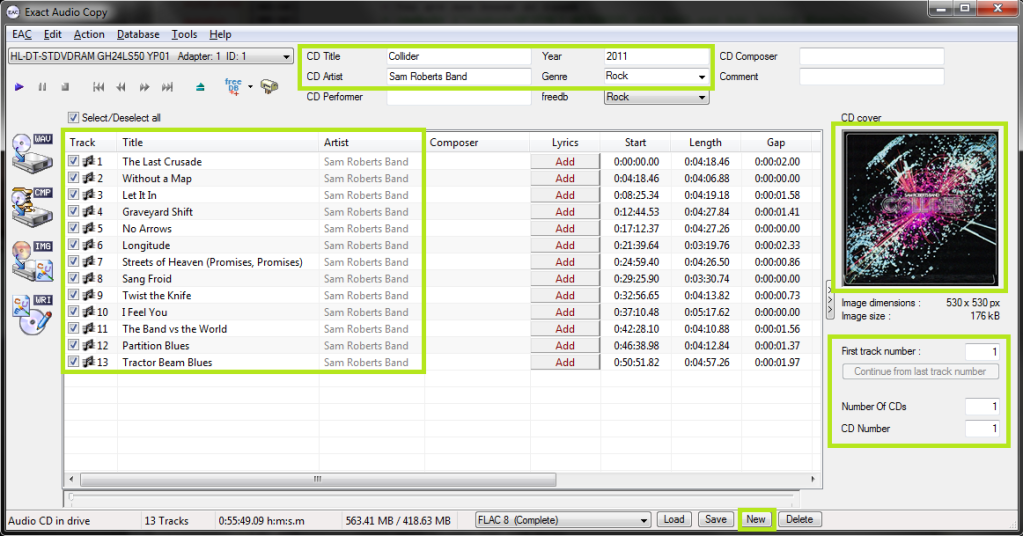 Exact Audio Copy
EAC Edit Action Database Tools Help
HL-DT-STDVDRAM GH24LS50 YP01 Adapter: 1 ID: 1
CD Title Collider Year 2011 CD Composer
CD Artist Sam Roberts Band Genre Rock Comment
CD Performer freedb Rock
free DB
Select/Deselect all
CD cover
Track Title Artist Composer Lyrics Start Length Gap
1 The Last Crusade Sam Roberts Band Add 0:00:00.00 0:04:18.46 0:00:02.00
2 Without a Map Sam Roberts Band Add 0:04:18.46 0:04:06.88 0:00:00.00
3 Let It In Sam Roberts Band Add 0:08:25.34 0:04:19.18 0:00:01.58
4 Graveyard Shift Sam Roberts Band Add 0:12:44.53 0:04:27.84 0:00:01.41
5 No Arrows Sam Roberts Band Add 0:17:12.37 0:04:27.26 0:00:00.00
6 Longitude Sam Roberts Band Add 0:21:39.64 0:03:19.76 0:00:02.33
7 Streets of Heaven (Promises, Promises) Sam Roberts Band Add 0:24:59.40 0:04:26.50 0:00:00.86
8 Sang Froid Sam Roberts Band Add 0:29:25.90 0:03:30.74 0:00:00.00
9 Twist the Knife Sam Roberts Band Add 0:32:56.65 0:04:13.82 0:00:00.73
10 I Feel You Sam Roberts Band Add 0:37:10.48 0:05:17.62 0:00:00.00
11 The Band vs the World Sam Roberts Band Add 0:42:28.10 0:04:10.88 0:00:01.56
12 Partition Blues Sam Roberts Band Add 0:46:38.98 0:04:12.84 0:00:01.37
13 Tractor Beam Blues Sam Roberts Band Add 0:50:51.82 0:04:57.26 0:00:01.97
WAV
CMP
IMG
WRI
COLLIDER
Image dimensions : 530 x 530 px
Image size : 176 kB
First track number : 1
Continue from last track number
Number Of CDs 1
CD Number 1
Audio CD in drive 13 Tracks 0:55:49.09 h:m:s.m 563.41 MB / 418.63 MB FLAC 8 (Complete) Load Save New Delete